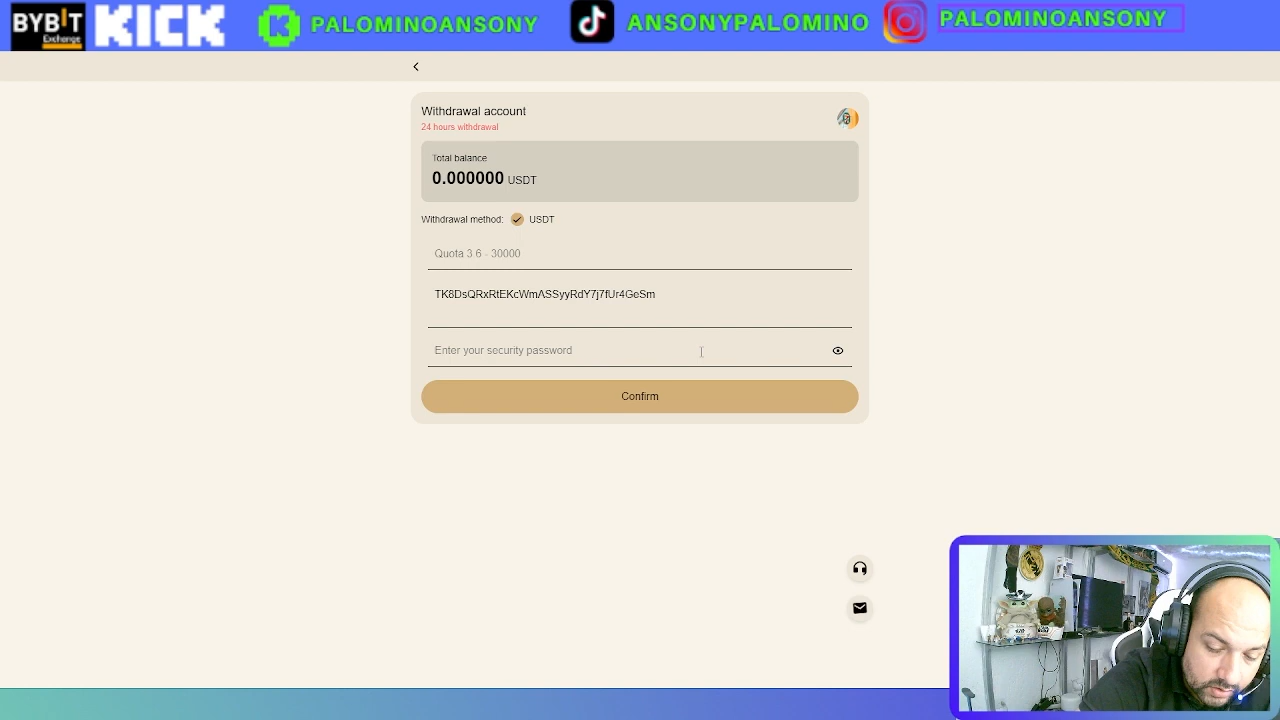 BYBIT
Exchange
KICK
PALOMINOANSONY
ANSONYPALOMINO
PALOMINOANSONY
Withdrawal account
24 hours withdrawal
Total balance
0.000000 USDT
Withdrawal method: USDT
Quota 3.6 - 30000
TK8DsQRxRtEKcWmASSyyRdY7j7fUr4GeSm
Enter your security password
Confirm